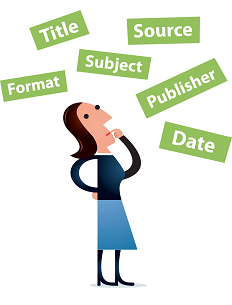 Title
Source
Subject
Format
Publisher
Date